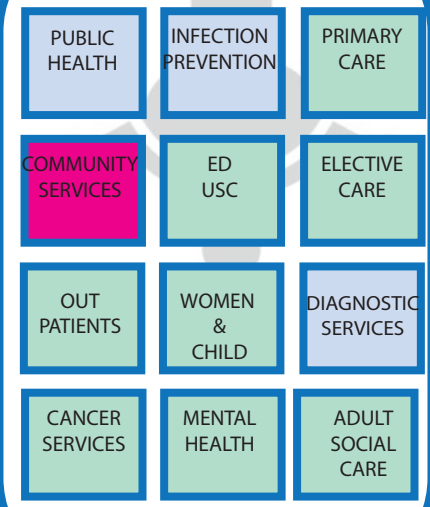 PUBLIC
HEALTH
INFECTION
PREVENTION
PRIMARY
CARE
COMMUNITY
SERVICES
ED
USC
ELECTIVE
CARE
OUT
PATIENTS
WOMEN
&
CHILD
DIAGNOSTIC
SERVICES
CANCER
SERVICES
MENTAL
HEALTH
ADULT
SOCIAL
CARE